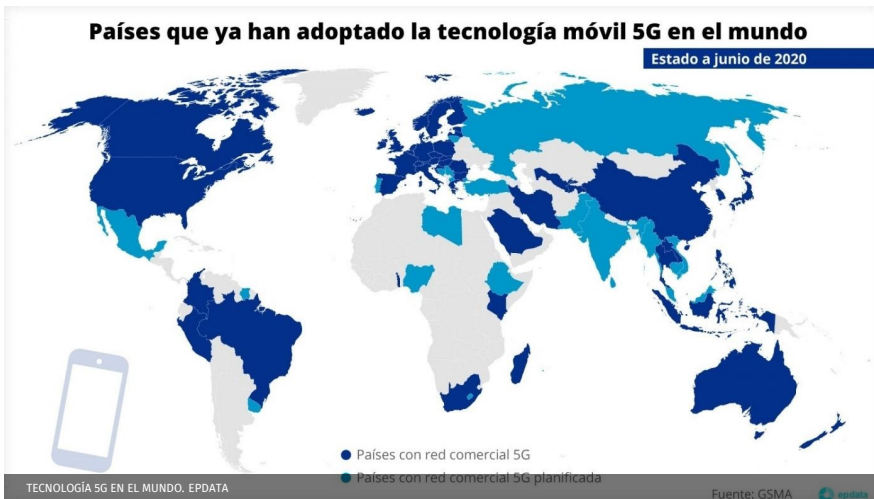 Países que ya han adoptado la tecnología móvil 5G en el mundo
Estado a junio de 2020
Países con red comercial 5G
Países con red comercial 5G planificada
TECNOLOGÍA 5G EN EL MUNDO. EPDATA
Fuente: GSMA
epdata